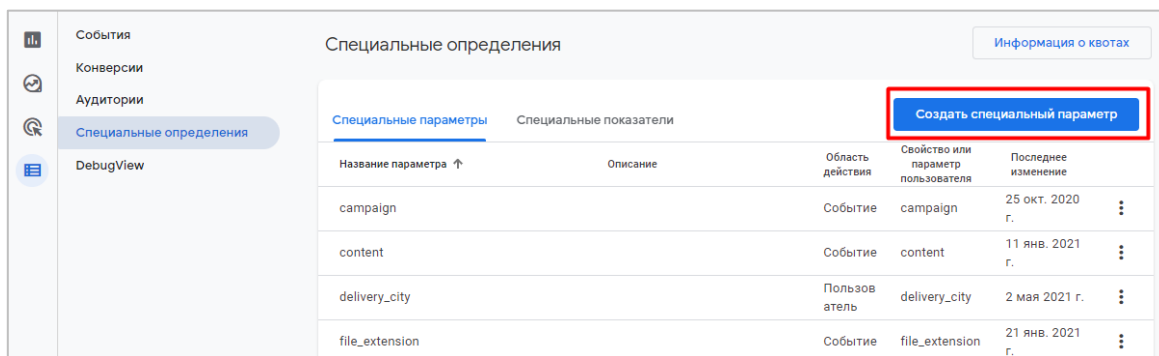 События
Специальные определения
Информация о квотах
Конверсии
Аудитории
Специальные определения
DebugView
Специальные параметры
Специальные показатели
Создать специальный параметр
Название параметра ↑
Описание
Область
действия
Свойство или
параметр
пользователя
Последнее
изменение
campaign
Событие
campaign
25 окт. 2020
г.
content
Событие
content
11 янв. 2021
г.
delivery_city
Пользов
атель
delivery_city
2 мая 2021 г.
file_extension
Событие
file_extension
21 янв. 2021
г.